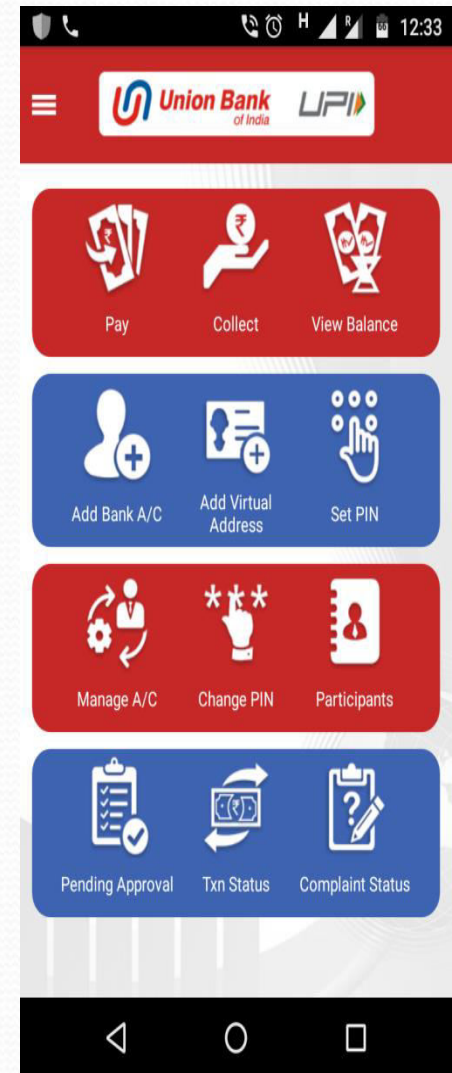 H R 12:33
Union Bank
of India
UPI
Pay Collect View Balance
Add Bank A/C Add Virtual Address Set PIN
Manage A/C Change PIN Participants
Pending Approval Txn Status Complaint Status